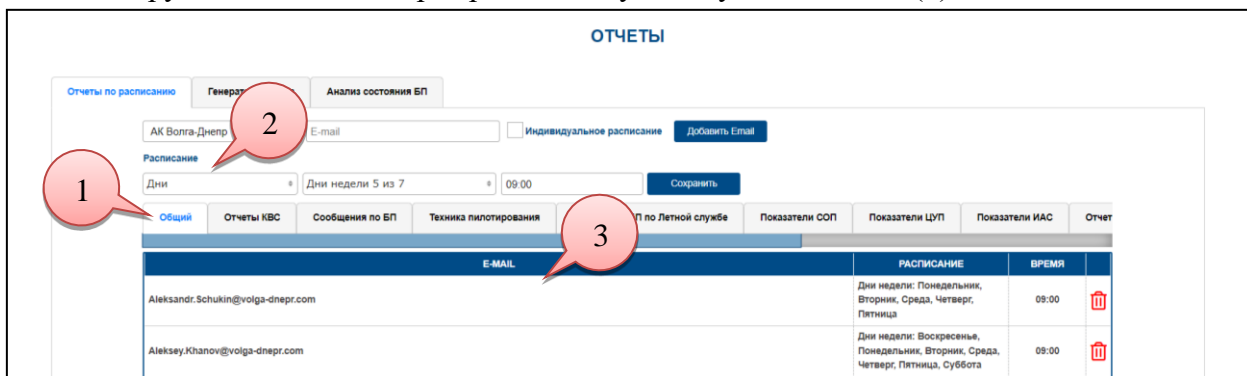 ОТЧЕТЫ
Отчеты по расписанию Анализ состояния БП
АК Волга-Днепр 2 E-mail Индивидуальное расписание Добавить Email
Расписание
1 Дни Дни недели 5 из 7 09:00 Сохранить
Общий Отчеты КВС Сообщения по БП Техника пилотирования по Летной службе Показатели СОП Показатели ЦУП Показатели ИАС Отчет
3
E-MAIL РАСПИСАНИЕ ВРЕМЯ
Дни недели: Понедельник,
Aleksandr.Schukin@volga-dnepr.com Вторник, Среда, Четверг, 09:00
Пятница
Дни недели: Воскресенье,
Aleksey.Khanov@volga-dnepr.com Понедельник, Вторник, Среда, 09:00
Четверг, Пятница, Суббота